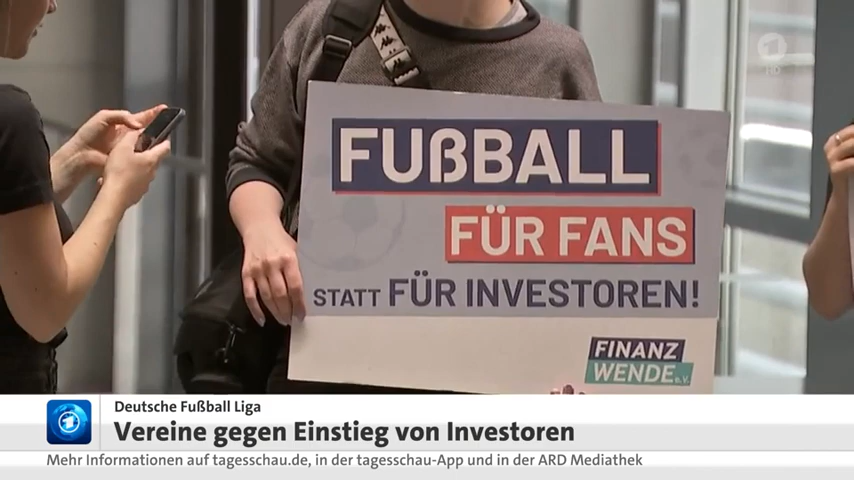 FUßBALL
FÜR FANS
STATT FÜR INVESTOREN!
FINANZ
WENDE e.V.
Deutsche Fußball Liga
Vereine gegen Einstieg von Investoren
Mehr Informationen auf tagesschau.de, in der tagesschau-App und in der ARD Mediathek